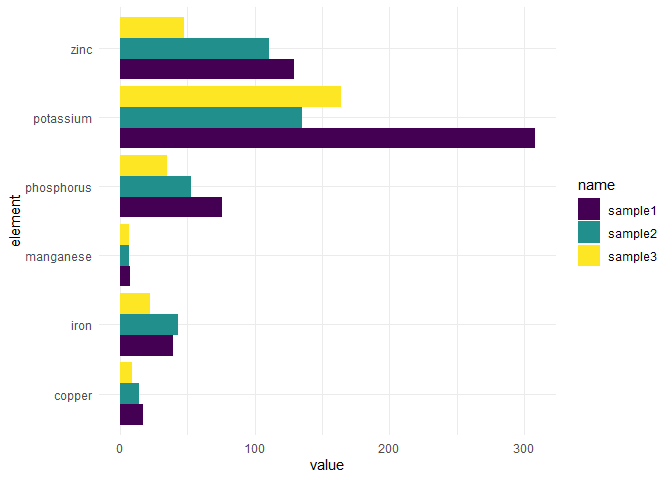 zinc
potassium
phosphorus
manganese
iron
copper
element
0 100 200 300
value
name
sample1
sample2
sample3